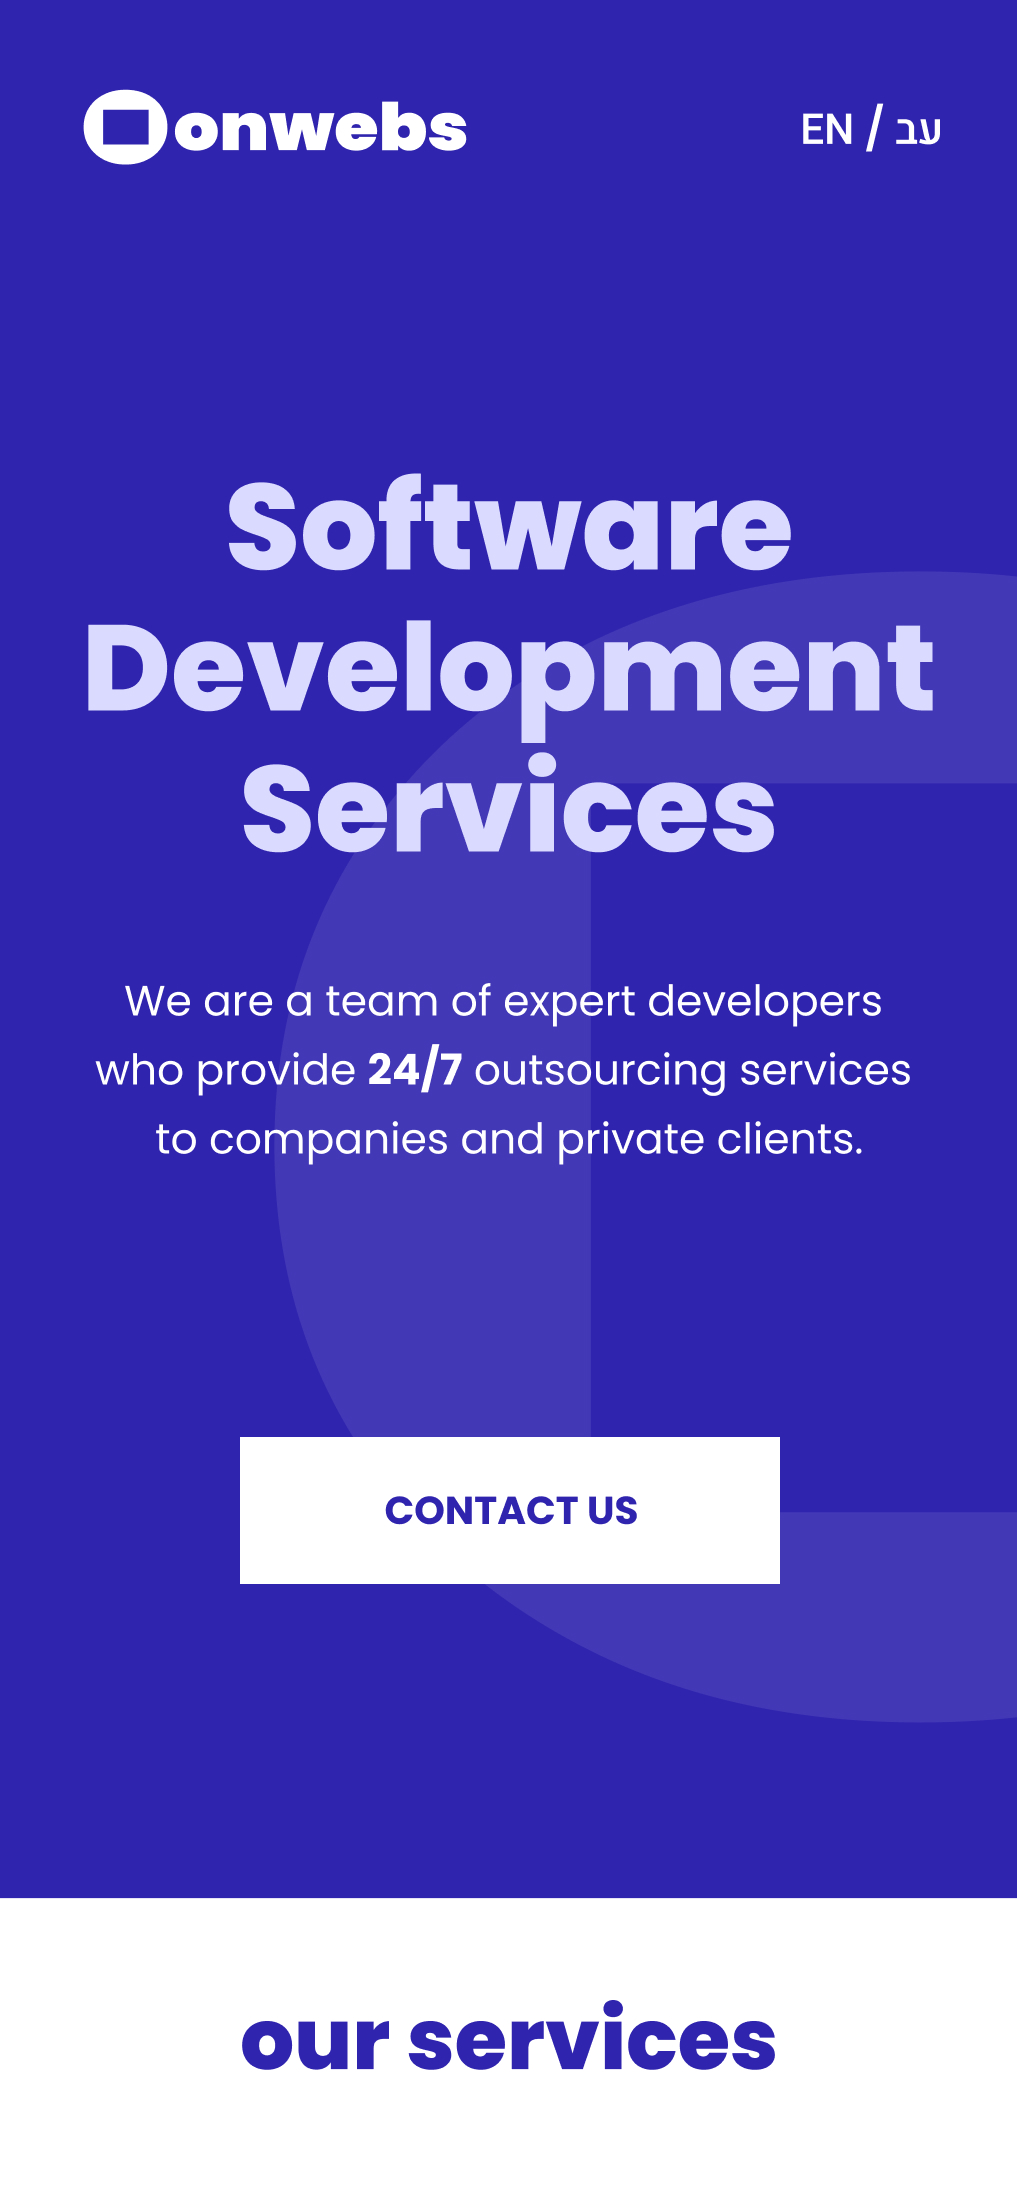 onwebs
EN / עב
Software
Development
Services
We are a team of expert developers
who provide 24/7 outsourcing services
to companies and private clients.
CONTACT US
our services